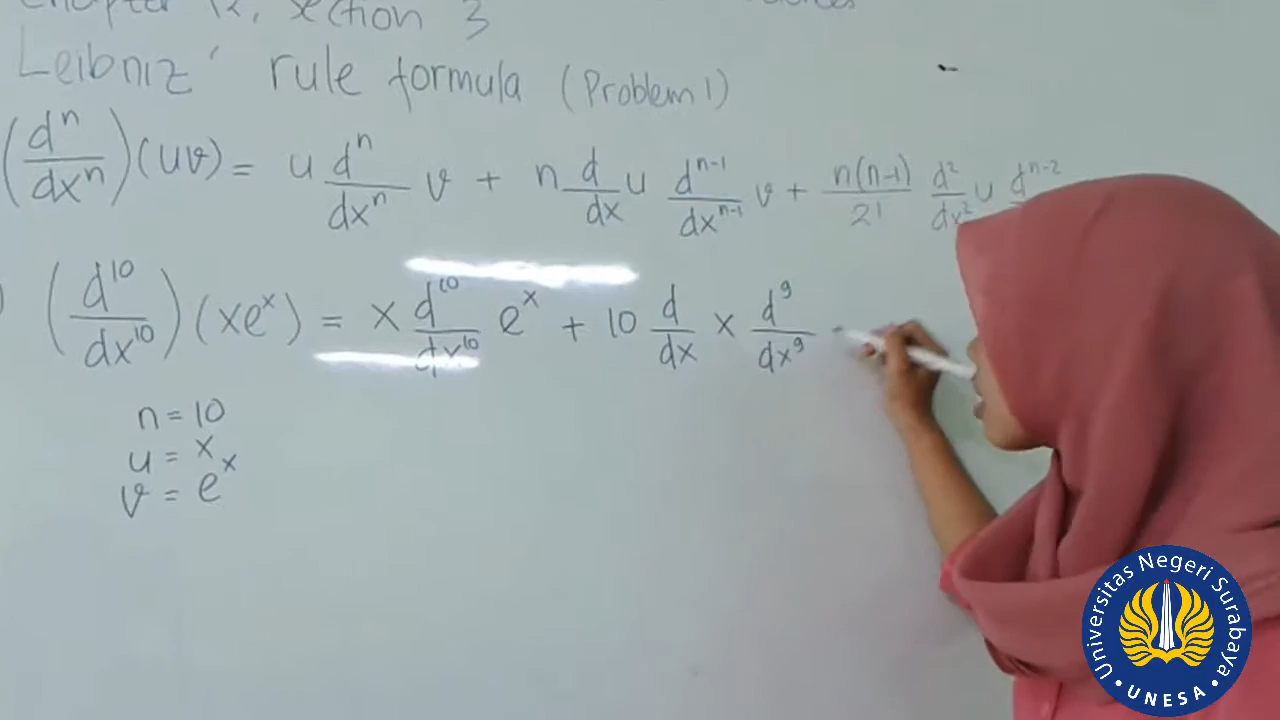 Chapter 12, section 3
Leibniz' rule formula (Problem 1)
(d^n/dx^n)(uv) = u d^n/dx^n v + n d/dx u d^{n-1}/dx^{n-1} v + n(n-1)/2! d^2/dx^2 u d^{n-2}
(d^10/dx^10)(xe^x) = x d^10/dx^10 e^x + 10 d/dx x d^9/dx^9
n = 10
u = x
v = e^x
Universitas Negeri Surabaya
• UNESA •